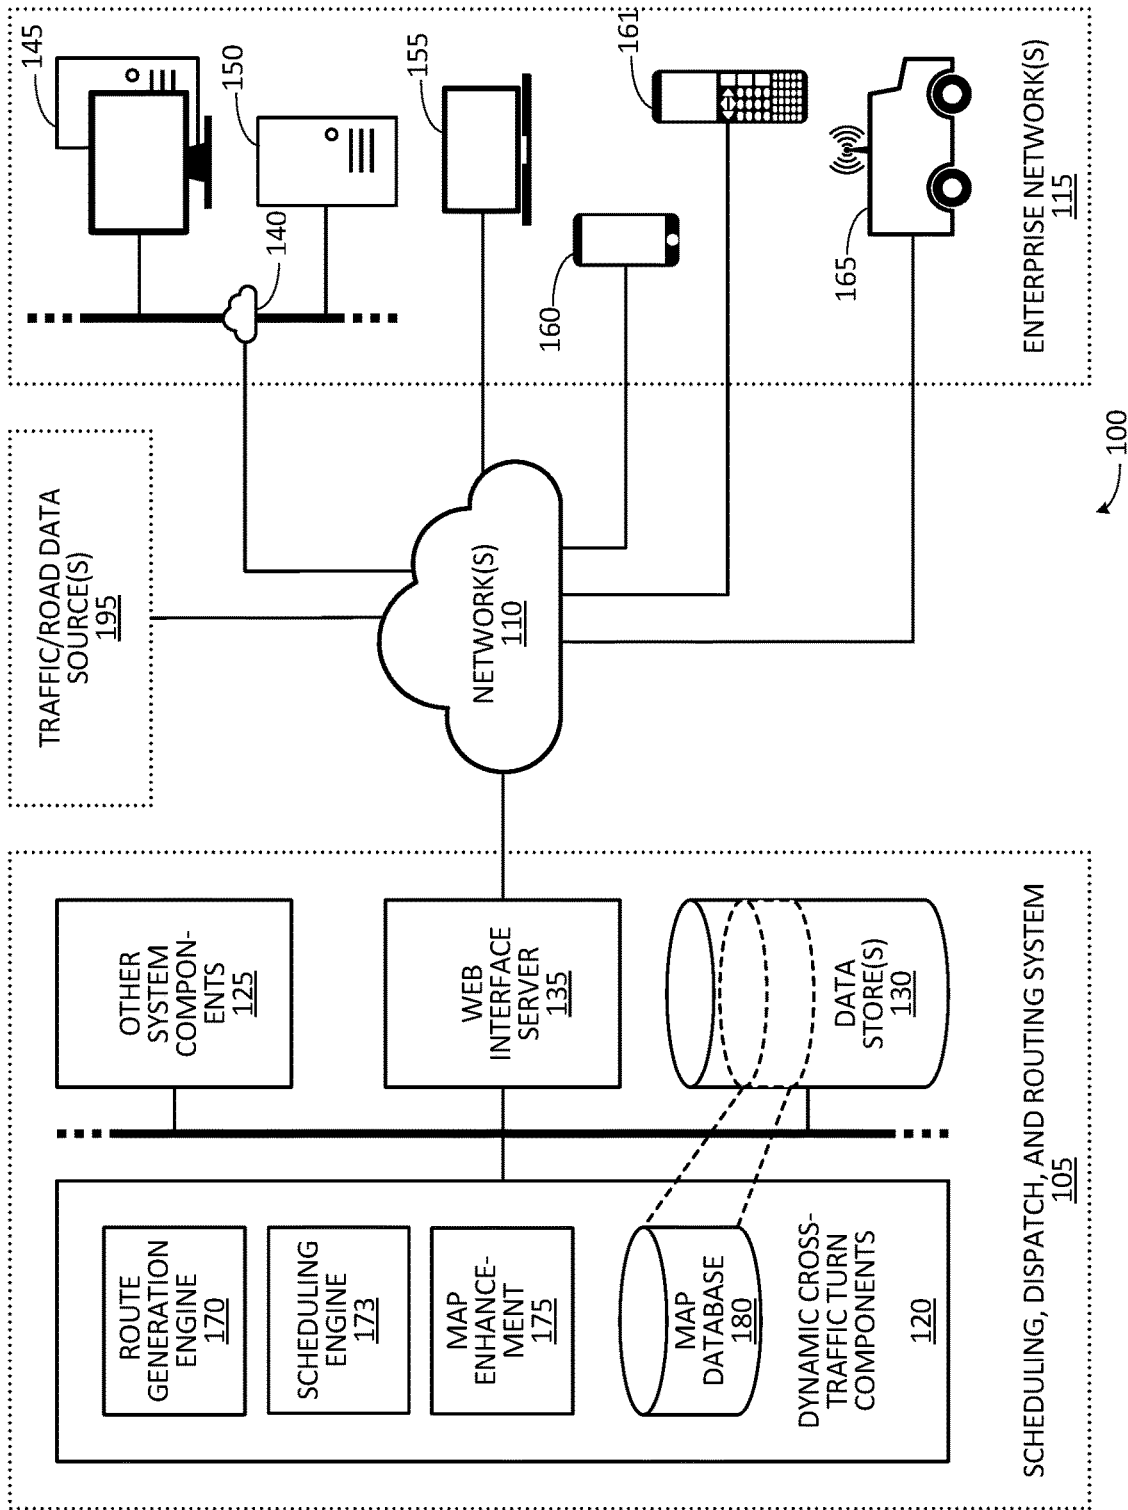 ROUTE
GENERATION
ENGINE
170
SCHEDULING
ENGINE
173
MAP
ENHANCE-
MENT
175
MAP
DATABASE
180
DYNAMIC CROSS-
TRAFFIC TURN
COMPONENTS
120
OTHER
SYSTEM
COMPON-
ENTS
125
WEB
INTERFACE
SERVER
135
DATA
STORE(S)
130
SCHEDULING, DISPATCH, AND ROUTING SYSTEM
105
TRAFFIC/ROAD DATA
SOURCE(S)
195
NETWORK(S)
110
145
150
140
155
160
161
165
ENTERPRISE NETWORK(S)
115
100